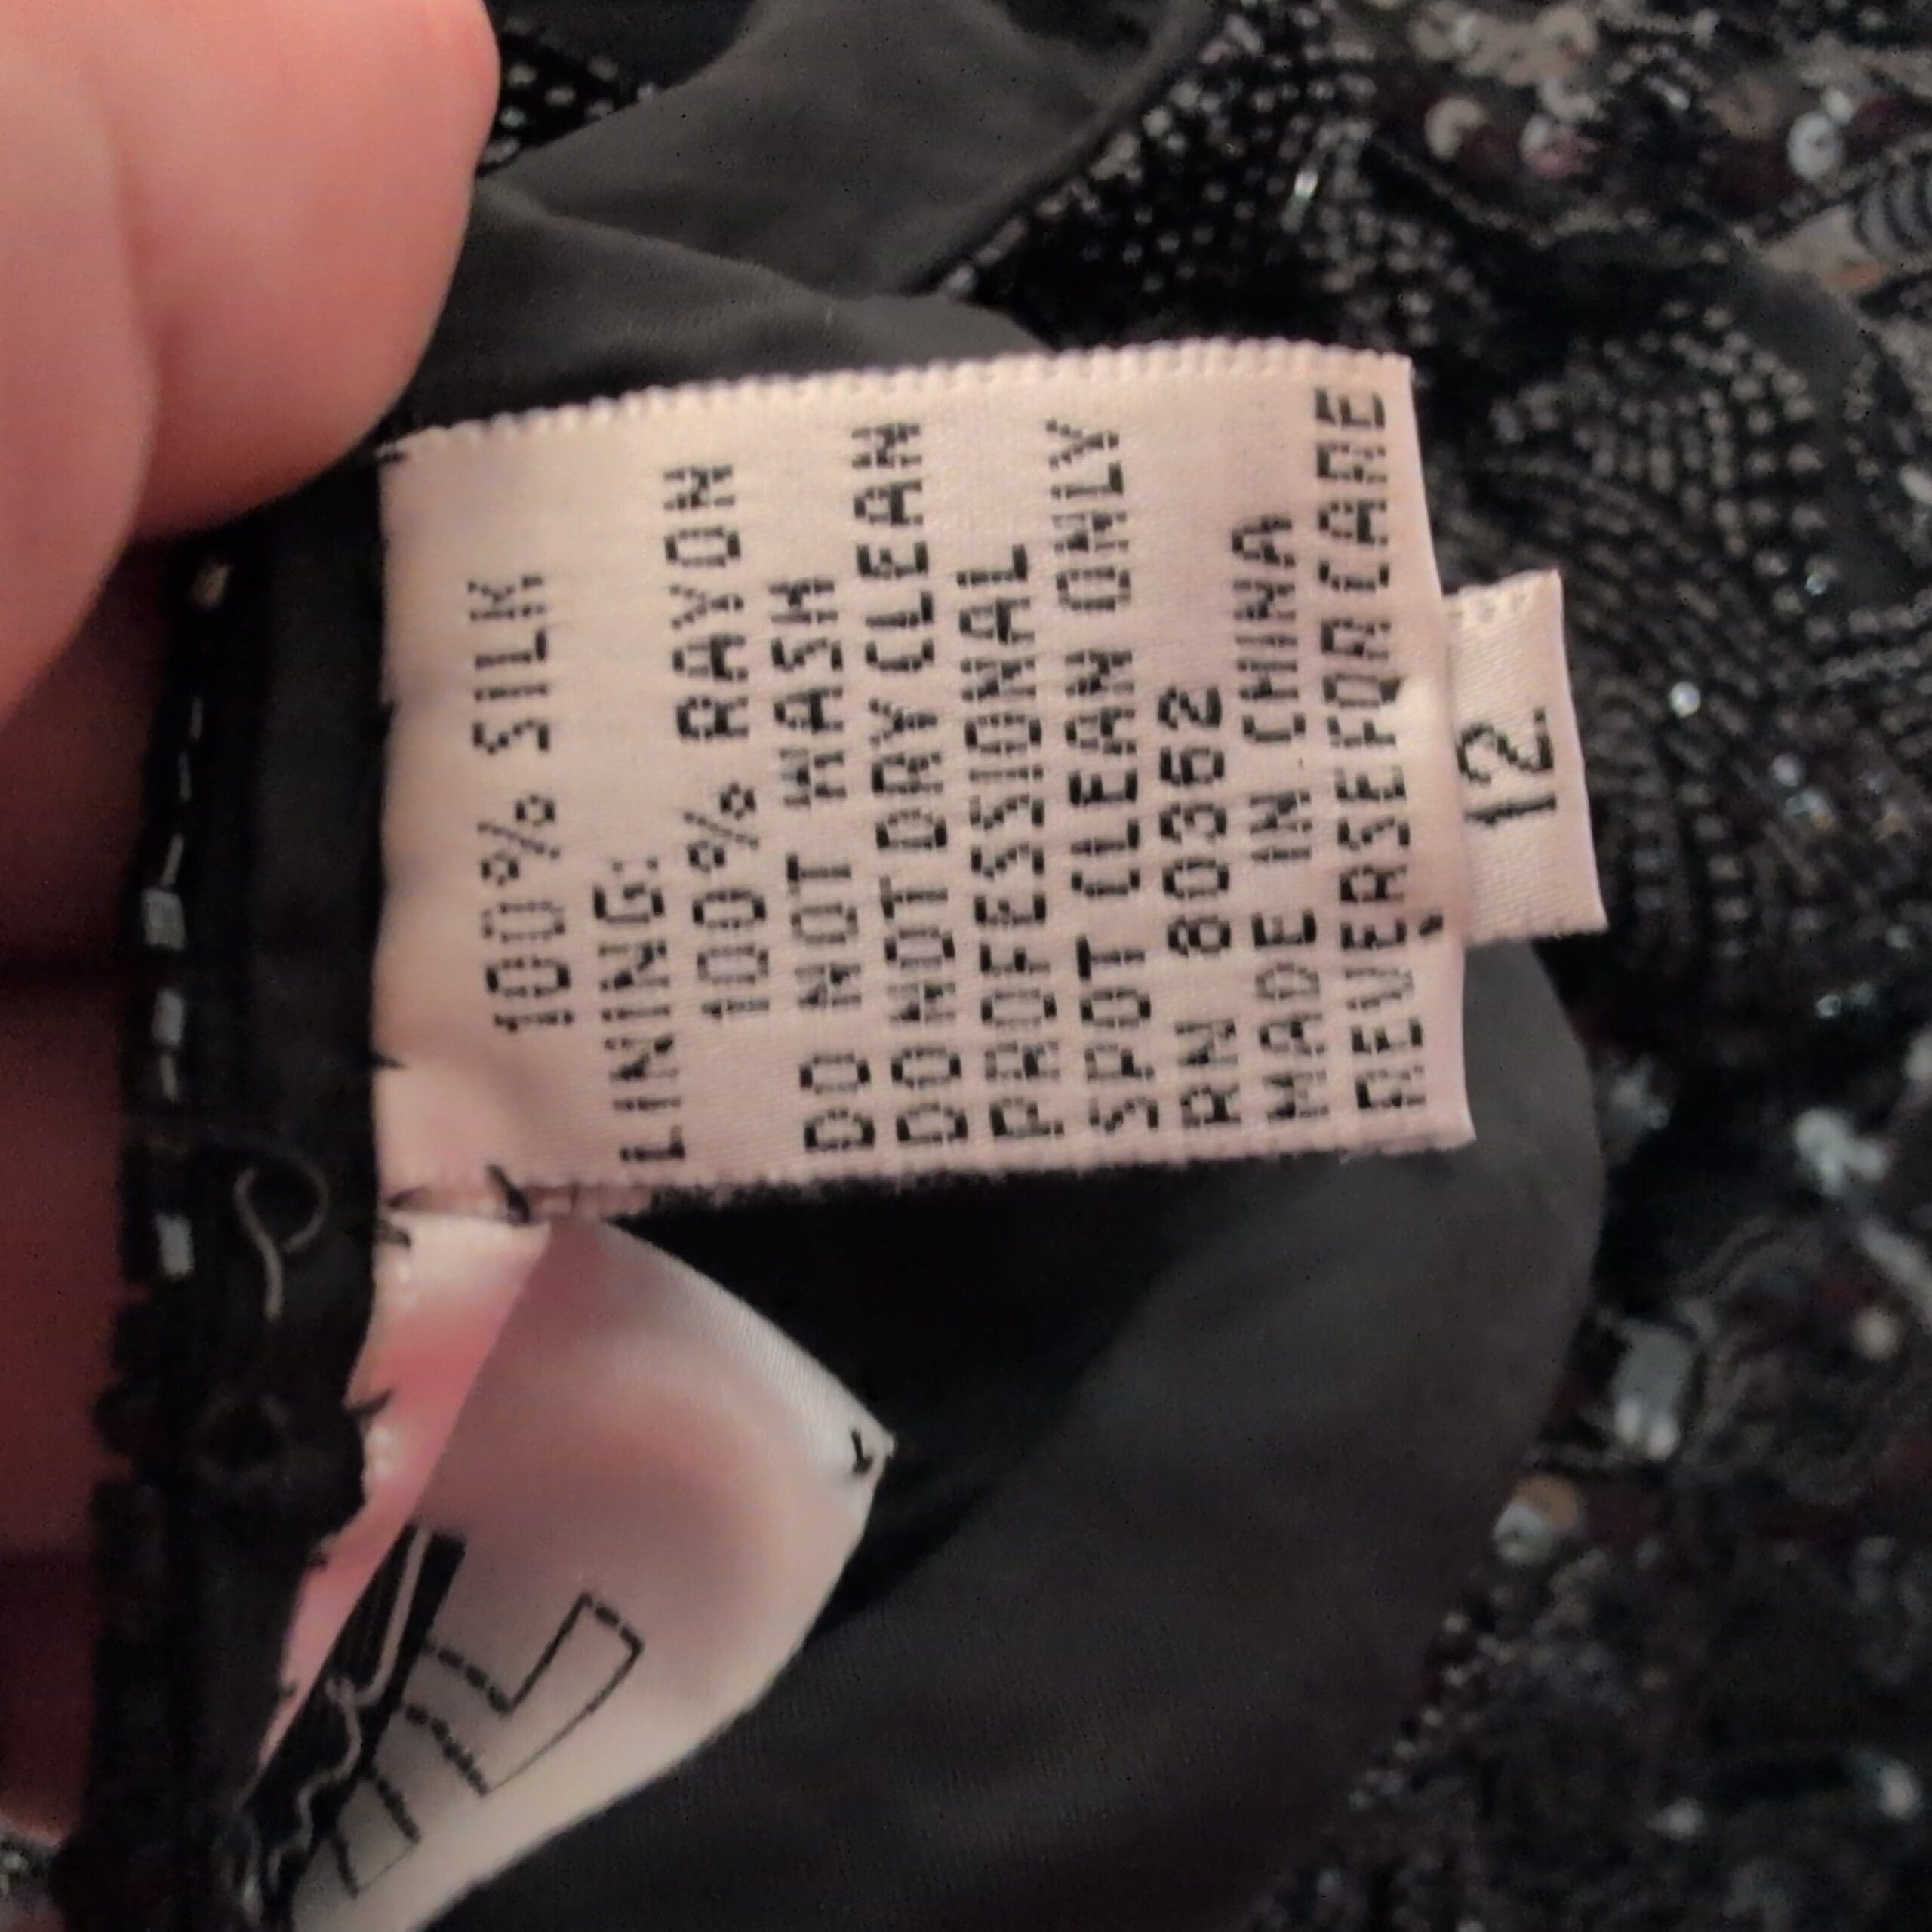 100% SILK
LINING:
100% RAYON
DO NOT WASH
DO NOT DRY CLEAN
PROFESSIONAL
SPOT CLEAN ONLY
RN 80362
MADE IN CHINA
REVERSE FOR CARE
12